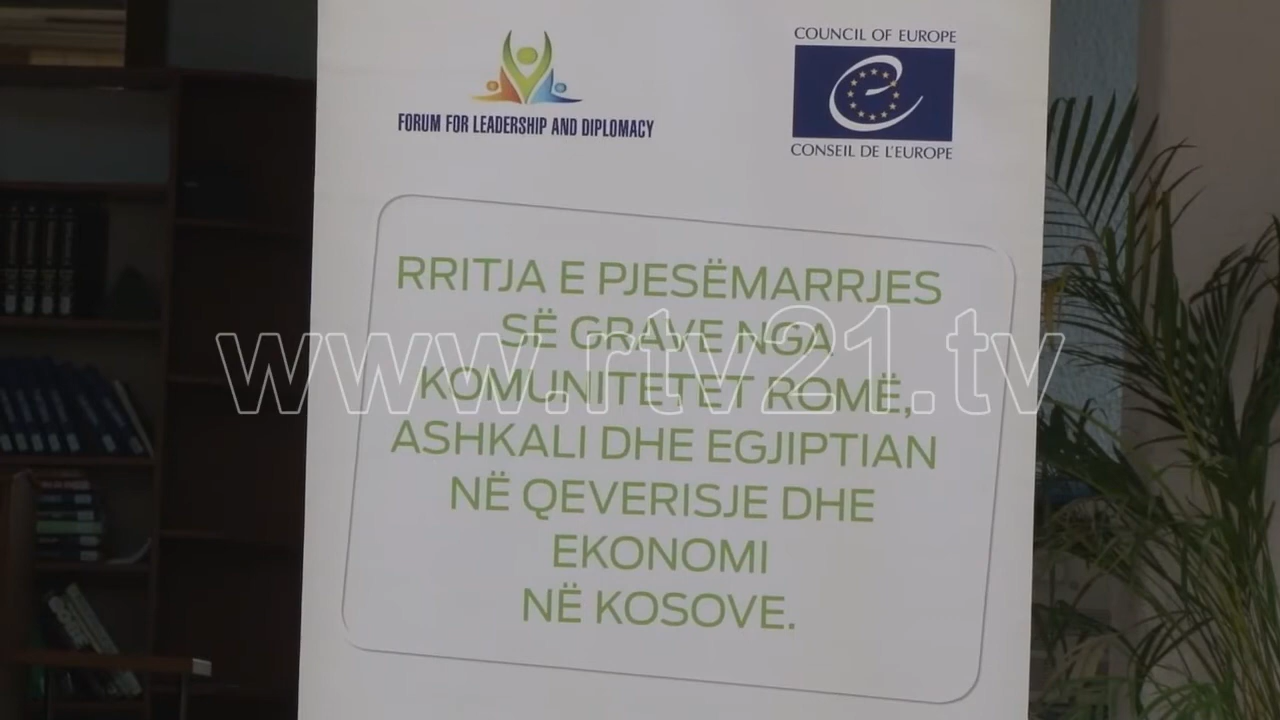 FORUM FOR LEADERSHIP AND DIPLOMACY
COUNCIL OF EUROPE
CONSEIL DE L'EUROPE
RRITJA E PJESËMARRJES
SË GRAVE NGA
KOMUNITETET ROMË,
ASHKALI DHE EGJIPTIAN
NË QEVERISJE DHE
EKONOMI
NË KOSOVE.
www.rtv21.tv